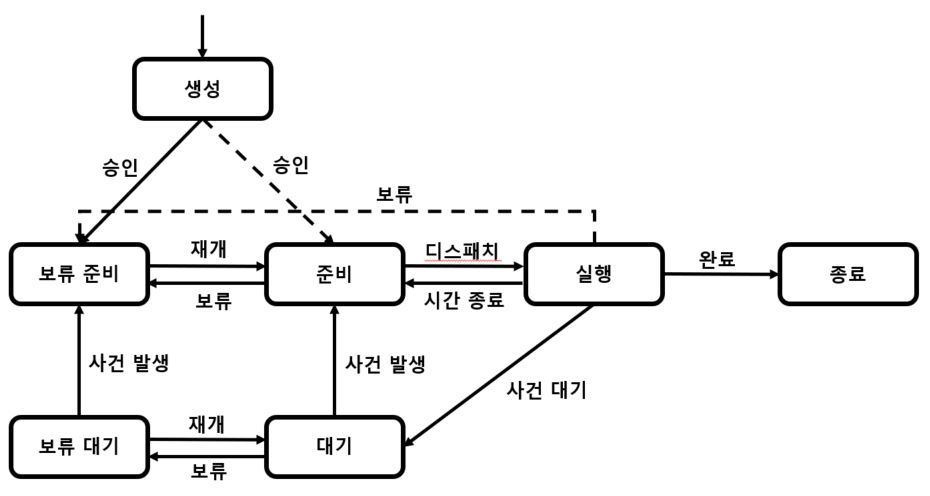 생성
승인
승인
보류
보류 준비
재개
보류
준비
디스패치
시간 종료
실행
완료
종료
사건 발생
사건 발생
사건 대기
보류 대기
재개
보류
대기